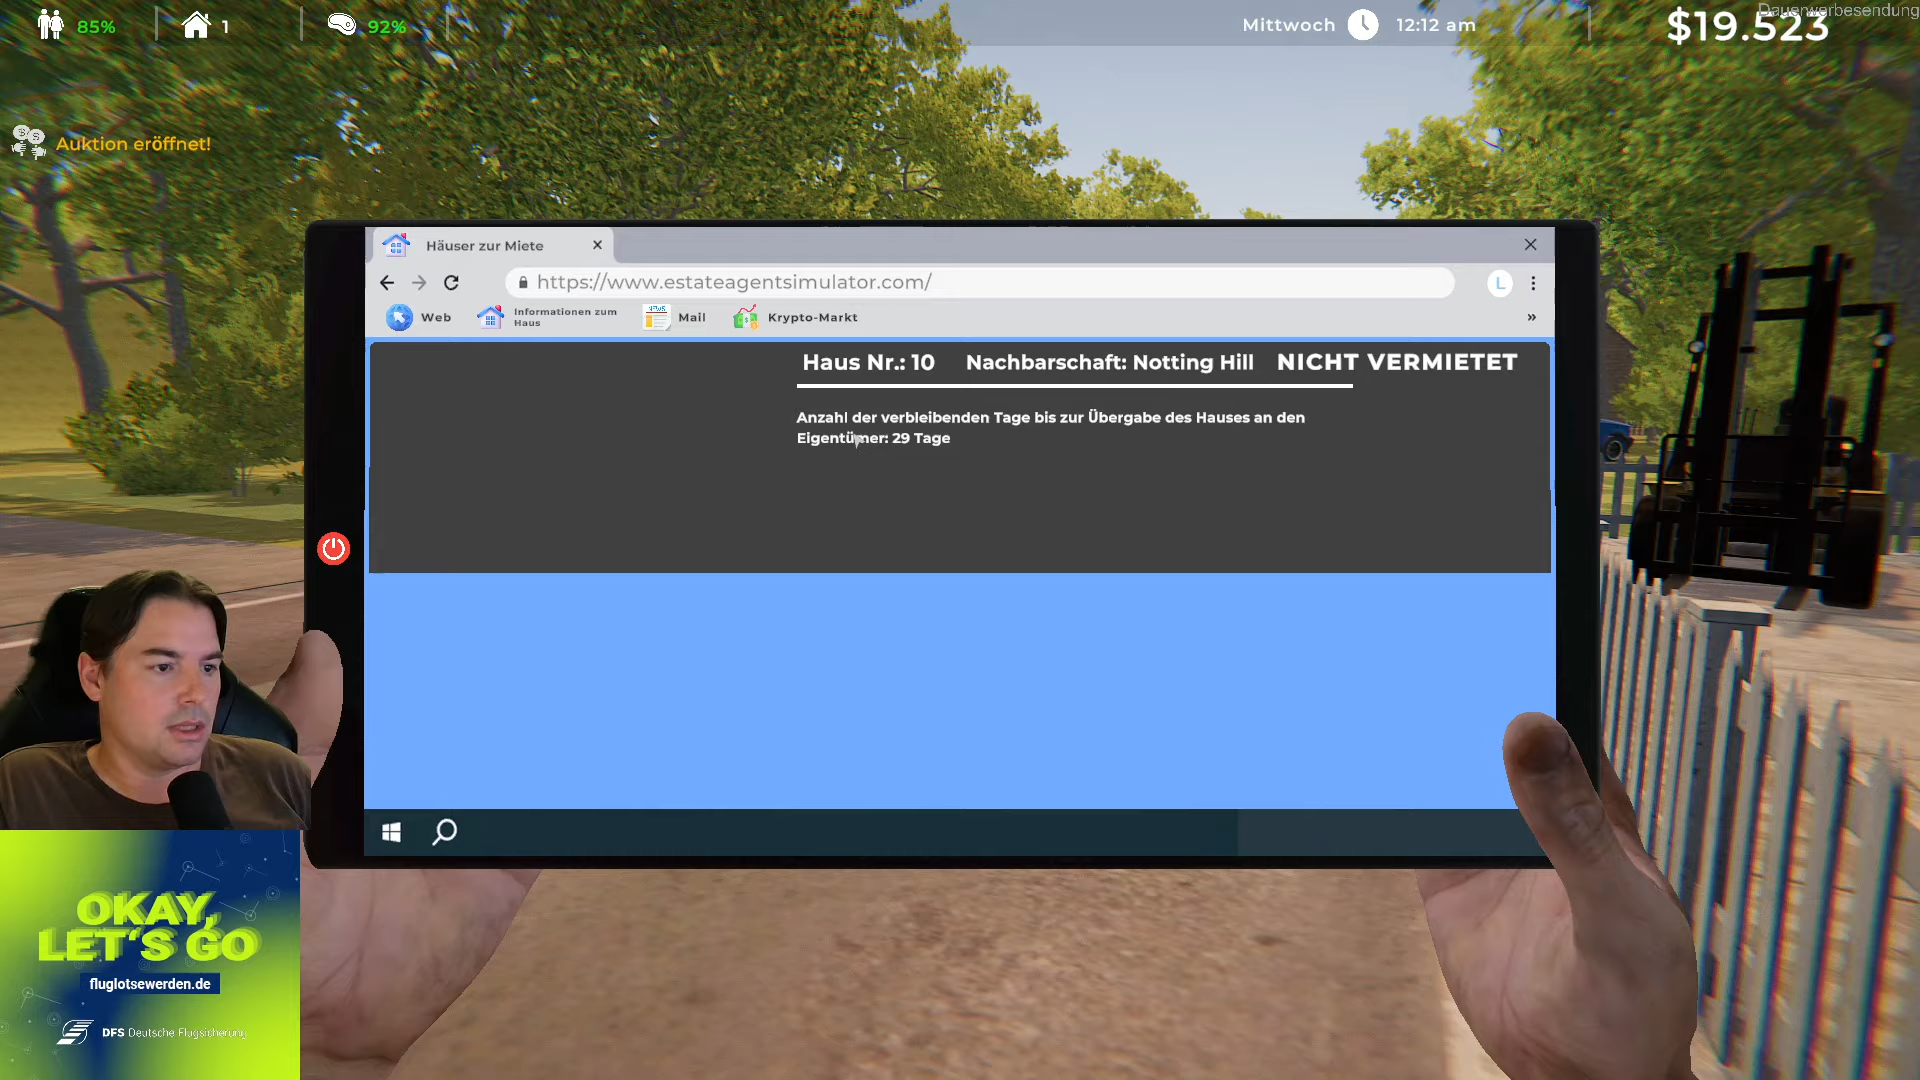 85%
1
92%
Mittwoch
12:12 am
Dauerwerbesendung
$19.523
Auktion eröffnet!
Häuser zur Miete
https://www.estateagentsimulator.com/
L
Web
Informationen zum
Haus
NEWS
Mail
Krypto-Markt
»
Haus Nr.: 10
Nachbarschaft: Notting Hill
NICHT VERMIETET
Anzahl der verbleibenden Tage bis zur Übergabe des Hauses an den
Eigentümer: 29 Tage
OKAY,
LET'S GO
fluglotsewerden.de
DFS Deutsche Flugsicherung